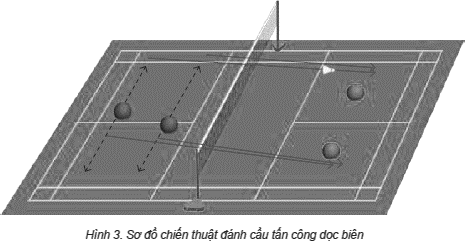 Hình 3. Sơ đồ chiến thuật đánh cầu tấn công dọc biên